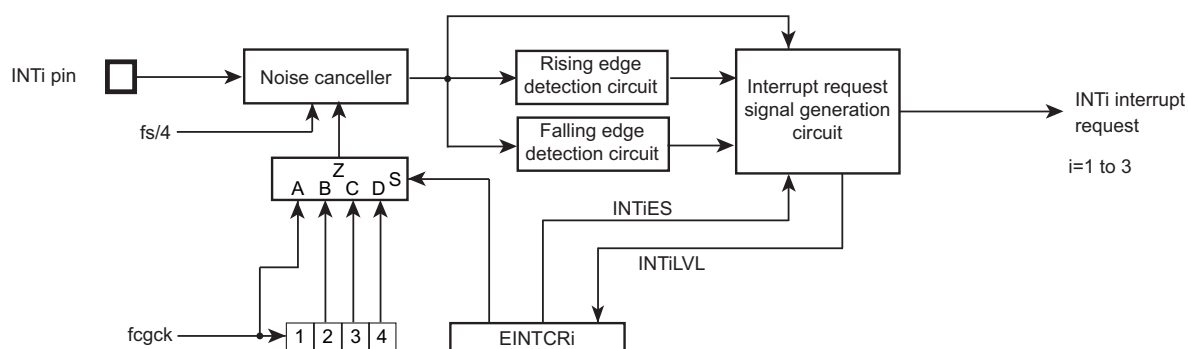 INTi pin
Noise canceller
Rising edge
detection circuit
Falling edge
detection circuit
Interrupt request
signal generation
circuit
INTi interrupt
request
i=1 to 3
fs/4
Z
S
A B C D
INTiES
INTiLVL
fcgck
1 2 3 4
EINTCRi